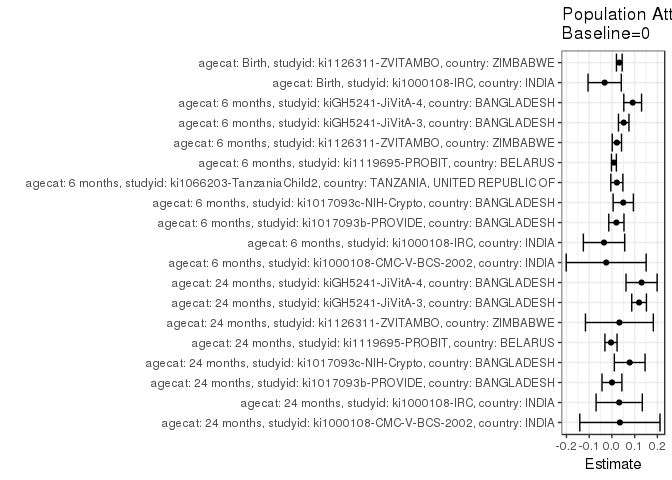 Population Att
Baseline=0
agecat: Birth, studyid: ki1126311-ZVITAMBO, country: ZIMBABWE
agecat: Birth, studyid: ki1000108-IRC, country: INDIA
agecat: 6 months, studyid: kiGH5241-JiVitA-4, country: BANGLADESH
agecat: 6 months, studyid: kiGH5241-JiVitA-3, country: BANGLADESH
agecat: 6 months, studyid: ki1126311-ZVITAMBO, country: ZIMBABWE
agecat: 6 months, studyid: ki1119695-PROBIT, country: BELARUS
agecat: 6 months, studyid: ki1066203-TanzaniaChild2, country: TANZANIA, UNITED REPUBLIC OF
agecat: 6 months, studyid: ki1017093c-NIH-Crypto, country: BANGLADESH
agecat: 6 months, studyid: ki1017093b-PROVIDE, country: BANGLADESH
agecat: 6 months, studyid: ki1000108-IRC, country: INDIA
agecat: 6 months, studyid: ki1000108-CMC-V-BCS-2002, country: INDIA
agecat: 24 months, studyid: kiGH5241-JiVitA-4, country: BANGLADESH
agecat: 24 months, studyid: kiGH5241-JiVitA-3, country: BANGLADESH
agecat: 24 months, studyid: ki1126311-ZVITAMBO, country: ZIMBABWE
agecat: 24 months, studyid: ki1119695-PROBIT, country: BELARUS
agecat: 24 months, studyid: ki1017093c-NIH-Crypto, country: BANGLADESH
agecat: 24 months, studyid: ki1017093b-PROVIDE, country: BANGLADESH
agecat: 24 months, studyid: ki1000108-IRC, country: INDIA
agecat: 24 months, studyid: ki1000108-CMC-V-BCS-2002, country: INDIA
-0.2 -0.1 0.0 0.1 0.2
Estimate